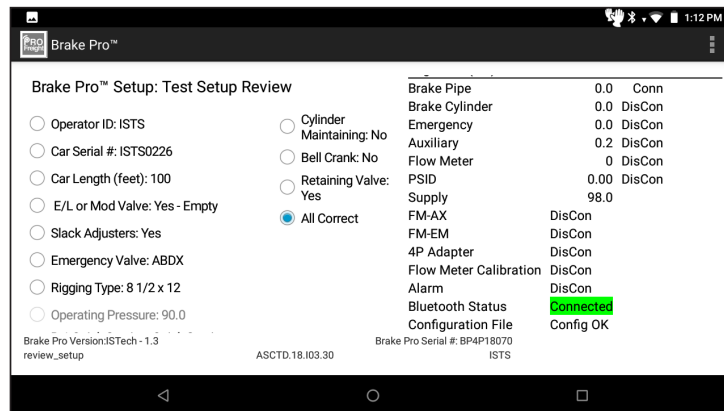 1:12 PM
PRO
Freight
Brake Pro™
Brake Pro™ Setup: Test Setup Review
Operator ID: ISTS
Car Serial #: ISTS0226
Car Length (feet): 100
E/L or Mod Valve: Yes - Empty
Slack Adjusters: Yes
Emergency Valve: ABDX
Rigging Type: 8 1/2 x 12
Operating Pressure: 90.0
Cylinder
Maintaining: No
Bell Crank: No
Retaining Valve:
Yes
All Correct
Brake Pipe 0.0 Conn
Brake Cylinder 0.0 DisCon
Emergency 0.0 DisCon
Auxiliary 0.2 DisCon
Flow Meter 0 DisCon
PSID 0.00 DisCon
Supply 98.0
FM-AX DisCon
FM-EM DisCon
4P Adapter DisCon
Flow Meter Calibration DisCon
Alarm DisCon
Bluetooth Status Connected
Configuration File Config OK
Brake Pro Version:ISTech - 1.3 Brake Pro Serial #: BP4P18070
review_setup ASCTD.18.I03.30 ISTS